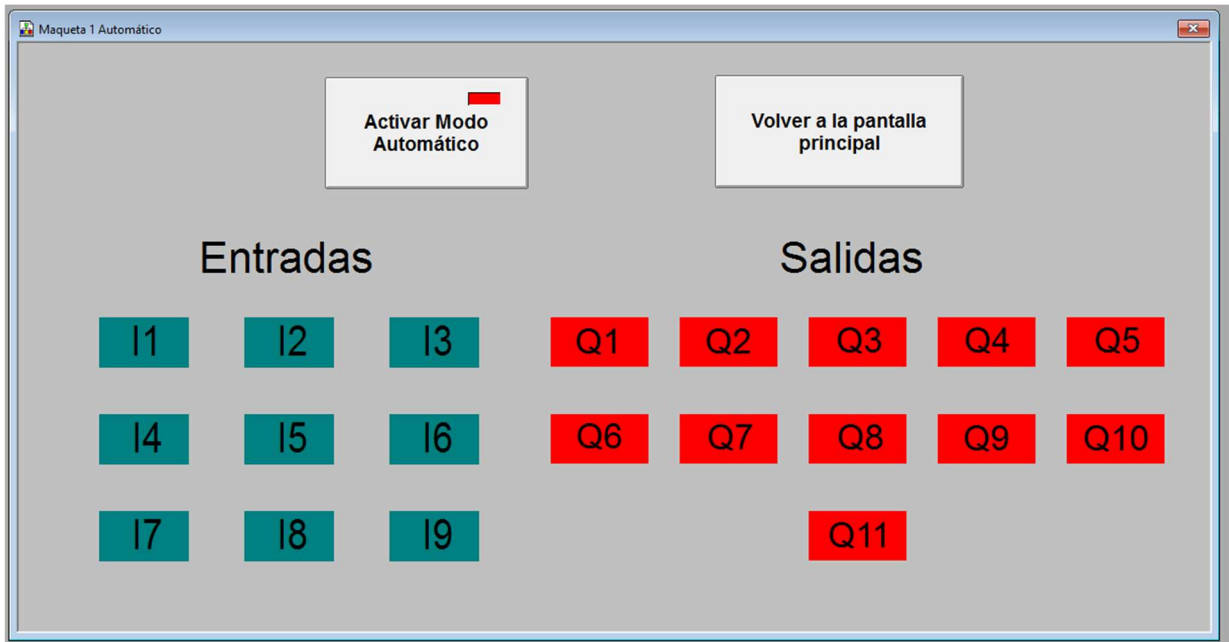 Maqueta 1 Automático
Activar Modo
Automático
Volver a la pantalla
principal
Entradas
Salidas
I1 I2 I3
Q1 Q2 Q3 Q4 Q5
I4 I5 I6
Q6 Q7 Q8 Q9 Q10
I7 I8 I9
Q11